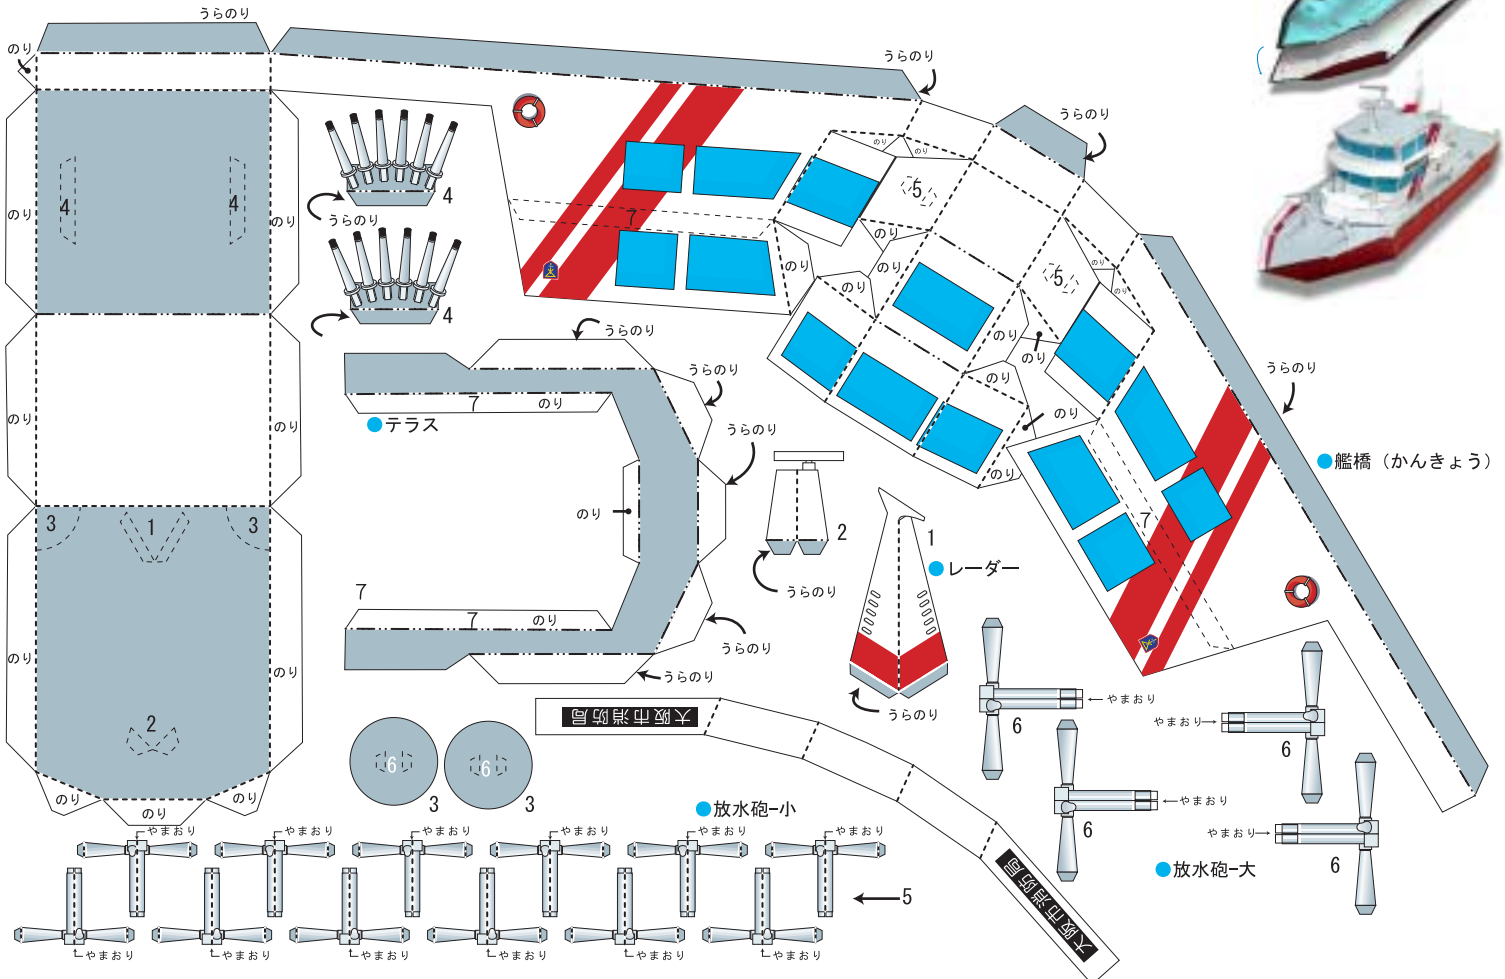 うらのり
のり
うらのり
うらのり
のり
のり
5
4
4
のり
のり
4
うらのり
7
のり
5
のり
のり
のり
のり
のり
のり
4
うらのり
のり
のり
うらのり
うらのり
のり
のり
7
のり
●テラス
のり
うらのり
のり
●艦橋（かんきょう）
3
1
3
のり
2
1
7
●レーダー
うらのり
7
7
のり
うらのり
のり
のり
うらのり
2
うらのり
大阪市消防局
6
やまおり
やまおり
6
6
6
3
3
やまおり
6
やまおり
6
のり
のり
のり
●放水砲-小
●放水砲-大
やまおり
やまおり
やまおり
やまおり
やまおり
やまおり
大阪市消防局
5
やまおり
やまおり
やまおり
やまおり
やまおり
やまおり